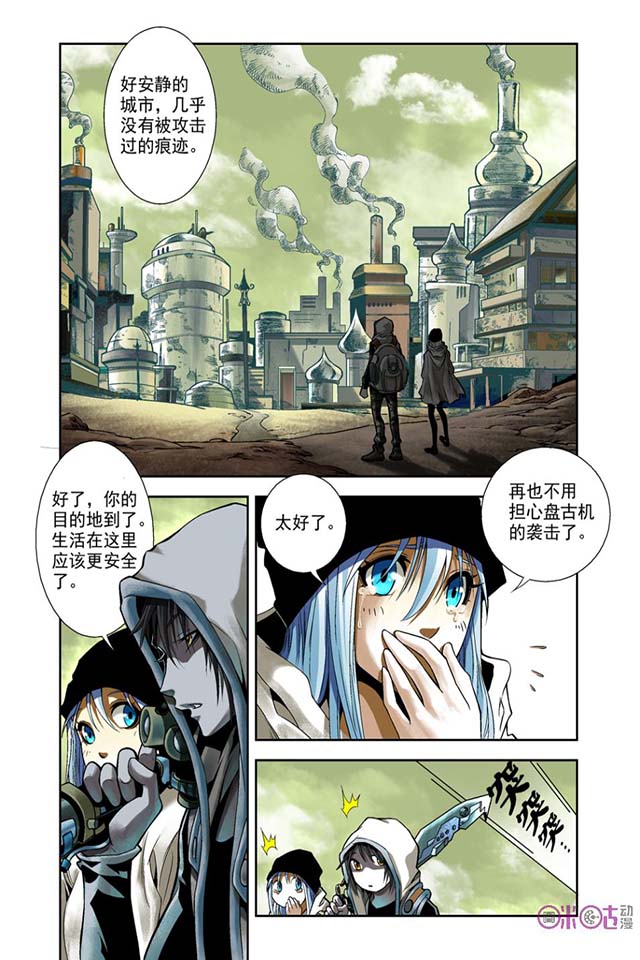 好安静的
城市，几乎
没有被攻击
过的痕迹。
好了，你的
目的地到了。
生活在这里
应该更安全
了。
太好了。
再也不用
担心盘古机
的袭击了。
突突突…
咪咕动漫